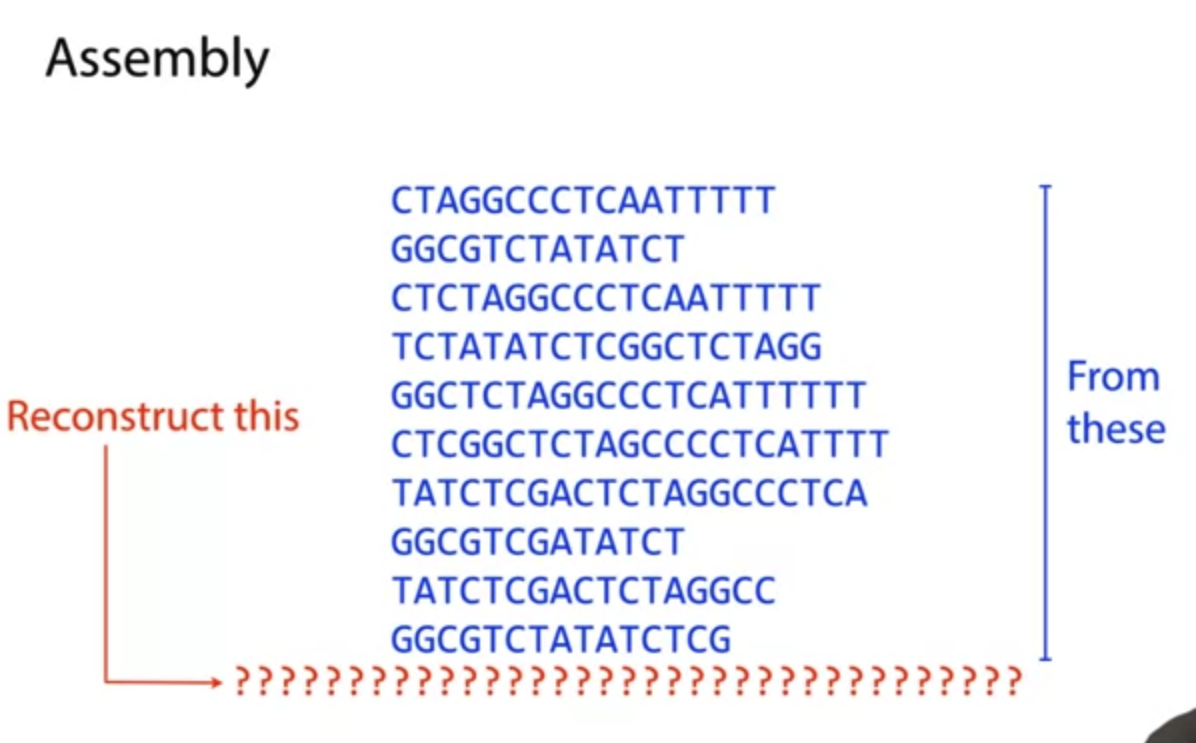 Assembly
CTAGGCCCTCAATTTTT
GGCGTCTATATCT
CTCTAGGCCCTCAATTTTT
TCTATATCTCGGCTCTAGG
GGCTCTAGGCCCTCATTTTTT
CTCGGCTCTAGCCCCTCATTTT
TATCTCGACTCTAGGCCCTCA
GGCGTCGATATCT
TATCTCGACTCTAGGCC
GGCGTCTATATCTCG
From
these
Reconstruct this
???????????????????????????????????